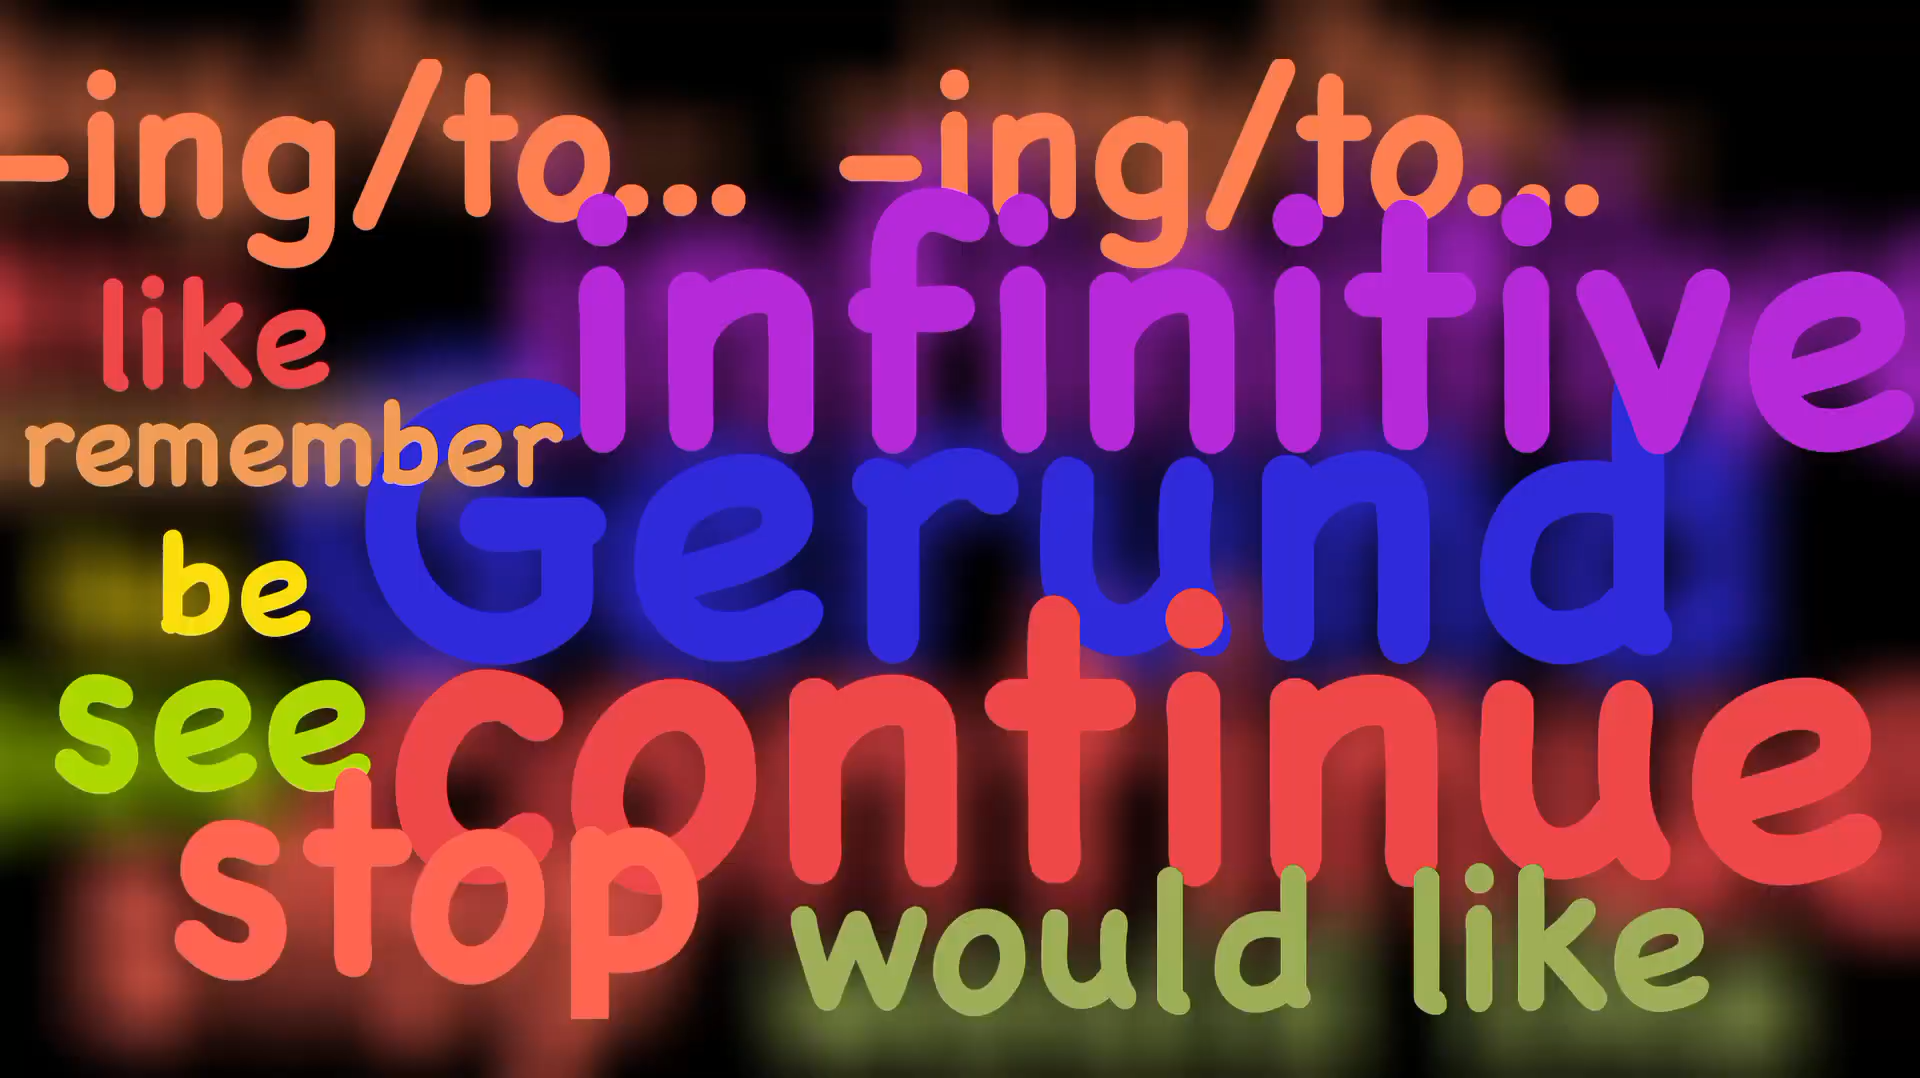 -ing/to... -ing/to...
infinitive
like
remember
Gerund
be
see
continue
stop
would like